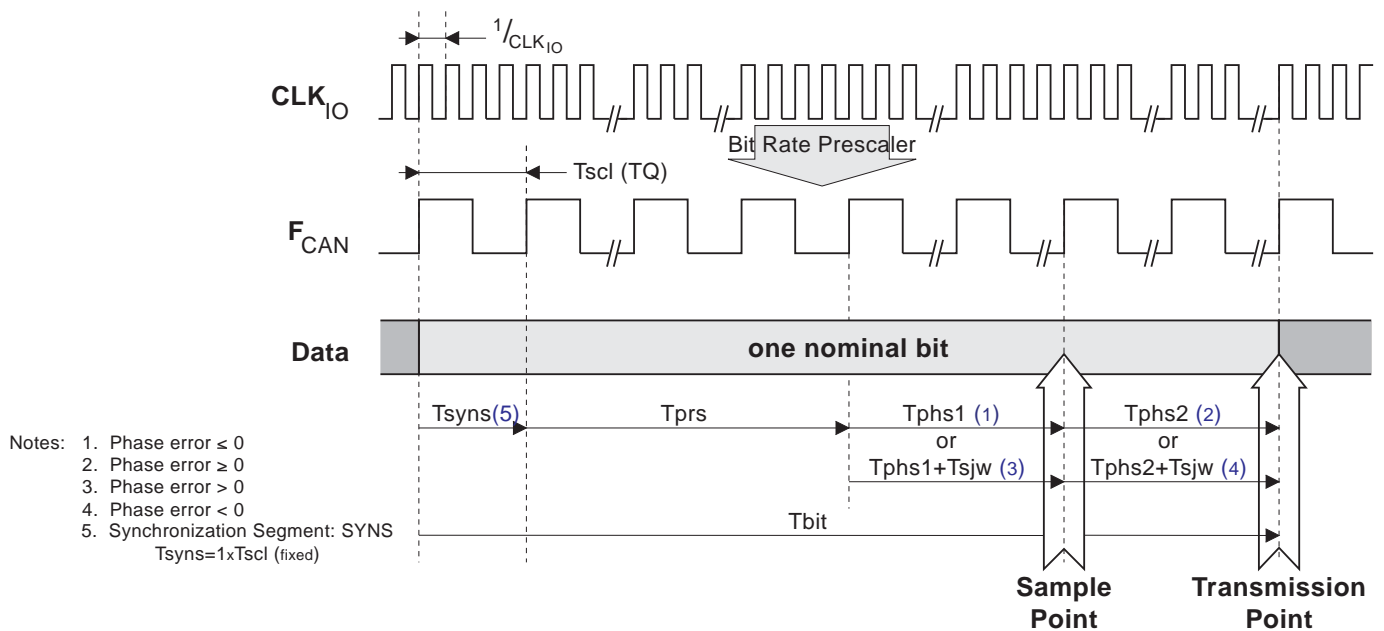 1/CLKIO
CLKIO
Bit Rate Prescaler
Tscl (TQ)
FCAN
Data
one nominal bit
Tsyns(5)
Tprs
Tphs1 (1)
Tphs2 (2)
or
or
Tphs1+Tsjw (3)
Tphs2+Tsjw (4)
Tbit
Notes: 1. Phase error ≤ 0
2. Phase error ≥ 0
3. Phase error > 0
4. Phase error < 0
5. Synchronization Segment: SYNS
Tsyns=1xTscl (fixed)
Sample
Point
Transmission
Point